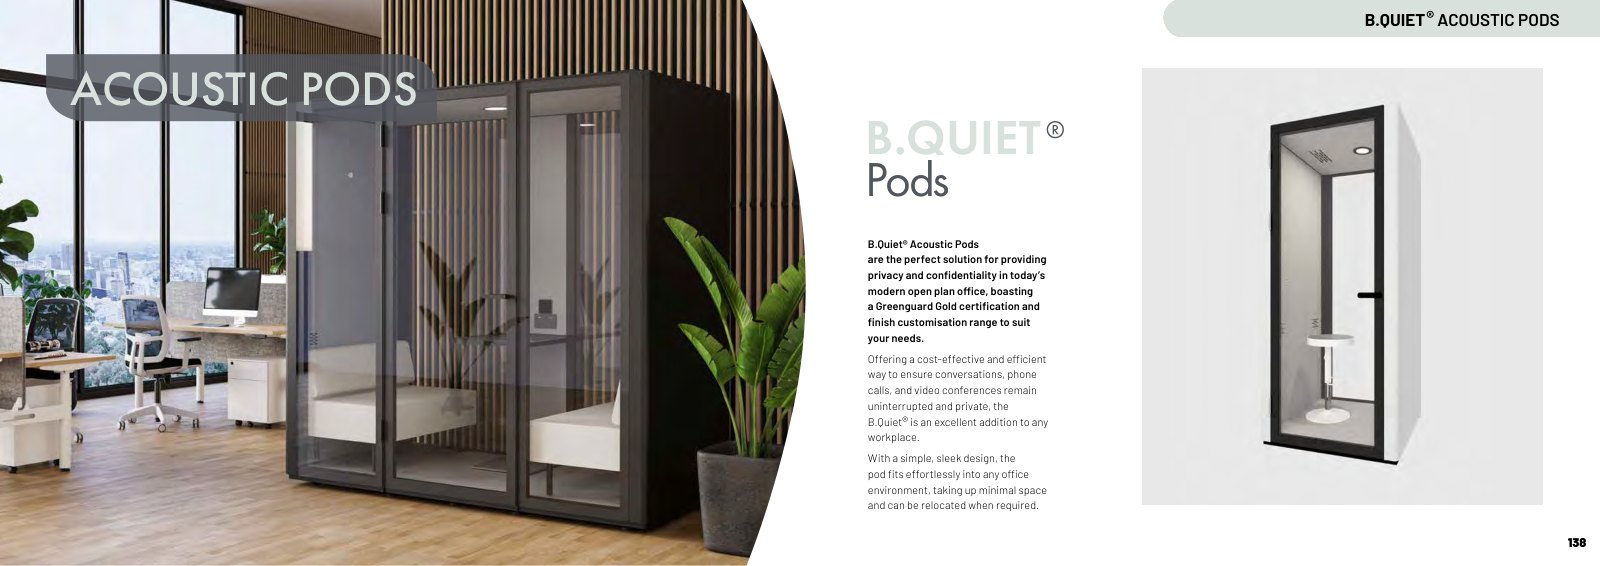 ACOUSTIC PODS
B.QUIET® ACOUSTIC PODS
B.QUIET®
Pods
B.Quiet® Acoustic Pods
are the perfect solution for providing
privacy and confidentiality in today's
modern open plan office, boasting
a Greenguard Gold certification and
finish customisation range to suit
your needs.
Offering a cost-effective and efficient
way to ensure conversations, phone
calls, and video conferences remain
uninterrupted and private, the
B.Quiet® is an excellent addition to any
workplace.
With a simple, sleek design, the
pod fits effortlessly into any office
environment, taking up minimal space
and can be relocated when required.
138